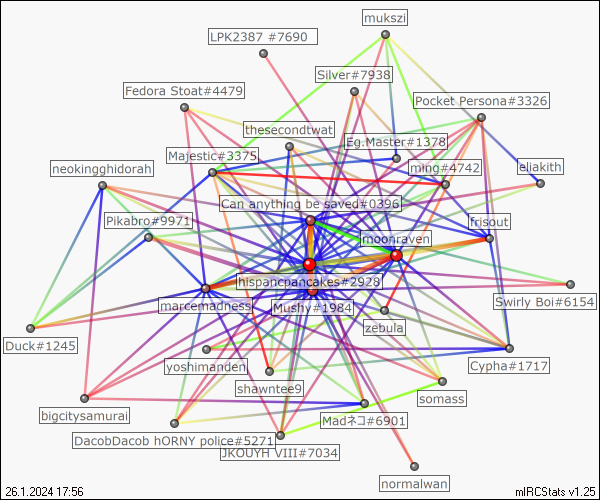 mukszi
LPK2387 #7690
Silver#7938
Fedora Stoat#4479
Pocket Persona#3326
thesecondtwat
Eg.Master#1378
Majestic#3375
ming#4742
eliakith
neokingghidorah
Can anything be saved#0396
Pikabro#9971
frisout
moonraven
hispancpancakes#2928
marcemadness
Mushy#1984
Swirly Boi#6154
zebula
Duck#1245
yoshimanden
Cypha#1717
shawntee9
somass
bigcitysamurai
Madネコ#6901
DacobDacob hORNY police#5271
JKOUYH VIII#7034
normalwan
26.1.2024 17:56
mIRCStats v1.25